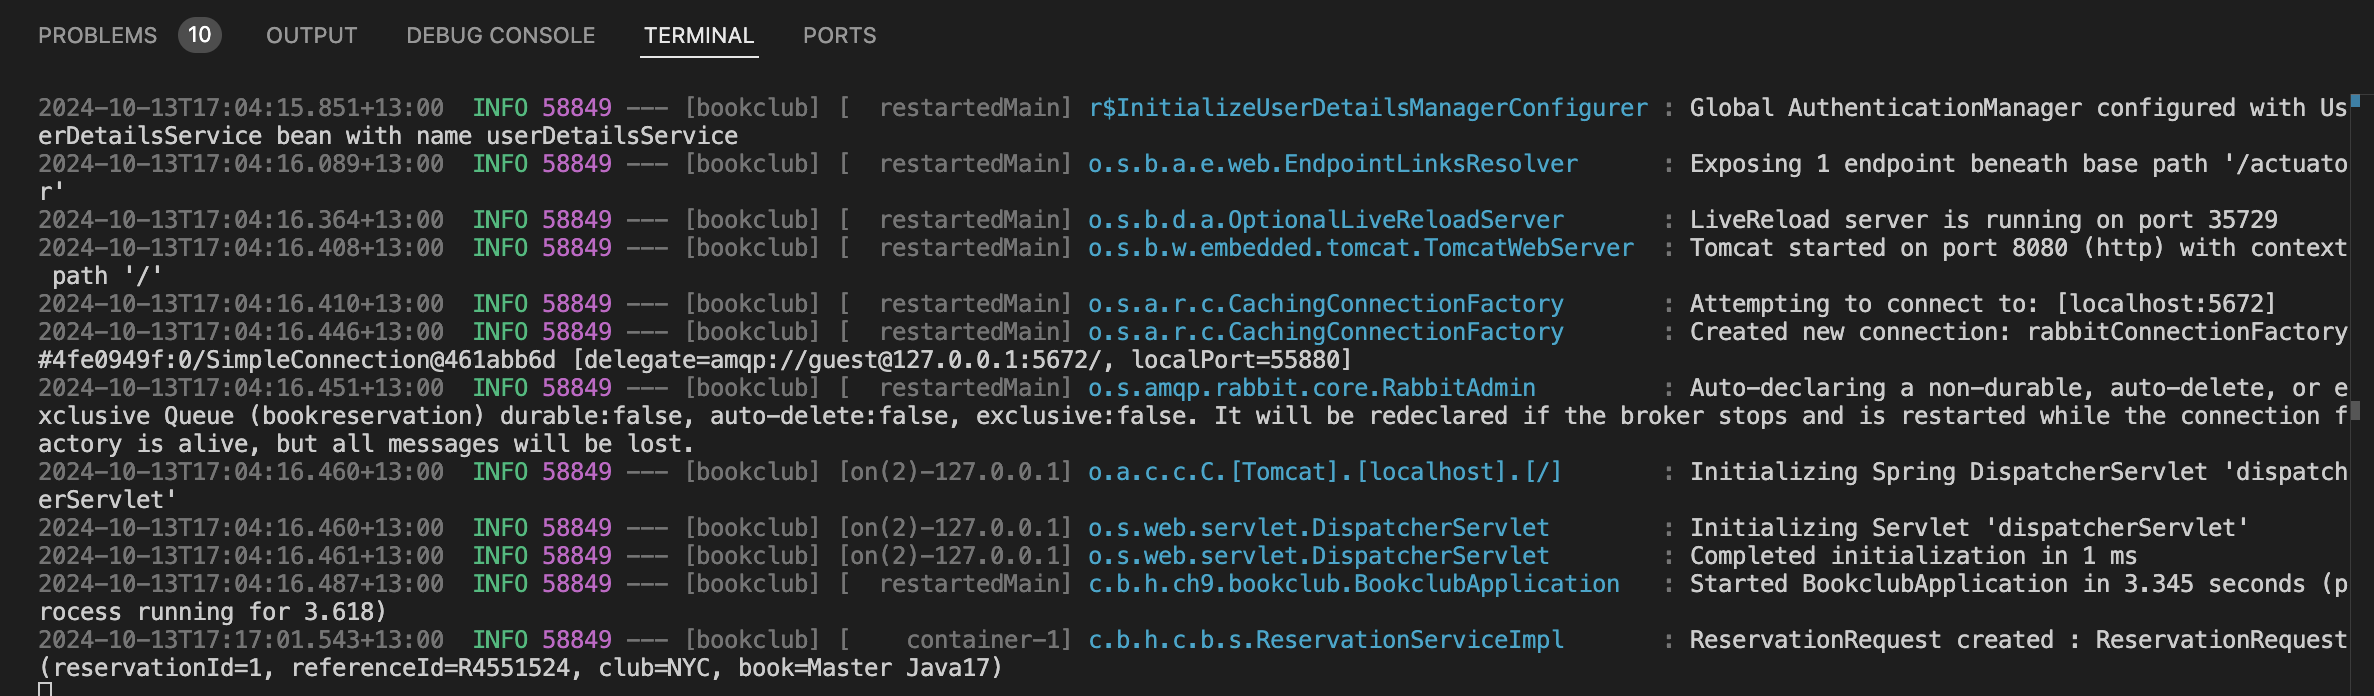 PROBLEMS 10 OUTPUT DEBUG CONSOLE TERMINAL PORTS
2024-10-13T17:04:15.851+13:00  INFO 58849 --- [bookclub] [  restartedMain] r$InitializeUserDetailsManagerConfigurer : Global AuthenticationManager configured with Us
erDetailsService bean with name userDetailsService
2024-10-13T17:04:16.089+13:00  INFO 58849 --- [bookclub] [  restartedMain] o.s.b.a.e.web.EndpointLinksResolver      : Exposing 1 endpoint beneath base path '/actuato
r'
2024-10-13T17:04:16.364+13:00  INFO 58849 --- [bookclub] [  restartedMain] o.s.b.d.a.OptionalLiveReloadServer       : LiveReload server is running on port 35729
2024-10-13T17:04:16.408+13:00  INFO 58849 --- [bookclub] [  restartedMain] o.s.b.w.embedded.tomcat.TomcatWebServer  : Tomcat started on port 8080 (http) with context
 path '/'
2024-10-13T17:04:16.410+13:00  INFO 58849 --- [bookclub] [  restartedMain] o.s.a.r.c.CachingConnectionFactory       : Attempting to connect to: [localhost:5672]
2024-10-13T17:04:16.446+13:00  INFO 58849 --- [bookclub] [  restartedMain] o.s.a.r.c.CachingConnectionFactory       : Created new connection: rabbitConnectionFactory
#4fe0949f:0/SimpleConnection@461abb6d [delegate=amqp://guest@127.0.0.1:5672/, localPort=55880]
2024-10-13T17:04:16.451+13:00  INFO 58849 --- [bookclub] [  restartedMain] o.s.amqp.rabbit.core.RabbitAdmin         : Auto-declaring a non-durable, auto-delete, or e
xclusive Queue (bookreservation) durable:false, auto-delete:false, exclusive:false. It will be redeclared if the broker stops and is restarted while the connection f
actory is alive, but all messages will be lost.
2024-10-13T17:04:16.460+13:00  INFO 58849 --- [bookclub] [on(2)-127.0.0.1] o.a.c.c.C.[Tomcat].[localhost].[/]       : Initializing Spring DispatcherServlet 'dispatch
erServlet'
2024-10-13T17:04:16.460+13:00  INFO 58849 --- [bookclub] [on(2)-127.0.0.1] o.s.web.servlet.DispatcherServlet        : Initializing Servlet 'dispatcherServlet'
2024-10-13T17:04:16.461+13:00  INFO 58849 --- [bookclub] [on(2)-127.0.0.1] o.s.web.servlet.DispatcherServlet        : Completed initialization in 1 ms
2024-10-13T17:04:16.487+13:00  INFO 58849 --- [bookclub] [  restartedMain] c.b.h.ch9.bookclub.BookclubApplication   : Started BookclubApplication in 3.345 seconds (p
rocess running for 3.618)
2024-10-13T17:17:01.543+13:00  INFO 58849 --- [bookclub] [    container-1] c.b.h.c.b.s.ReservationServiceImpl       : ReservationRequest created : ReservationRequest
(reservationId=1, referenceId=R4551524, club=NYC, book=Master Java17)